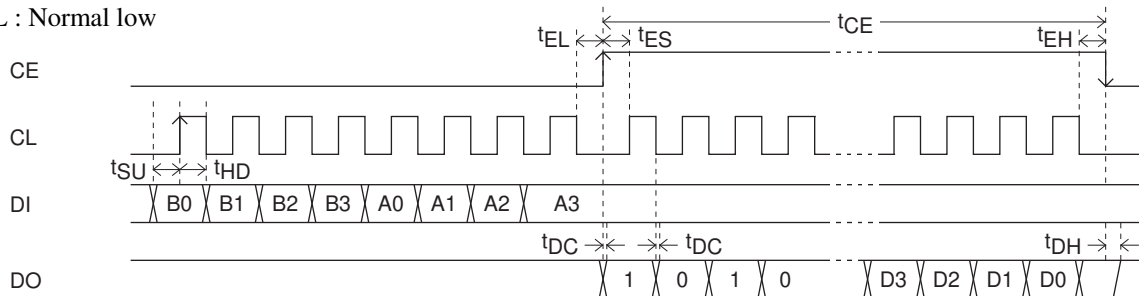 L : Normal low
tCE
tEL tES tEH
CE
CL
tSU tHD
DI B0 B1 B2 B3 A0 A1 A2 A3
tDC tDC tDH
DO 1 0 1 0 D3 D2 D1 D0